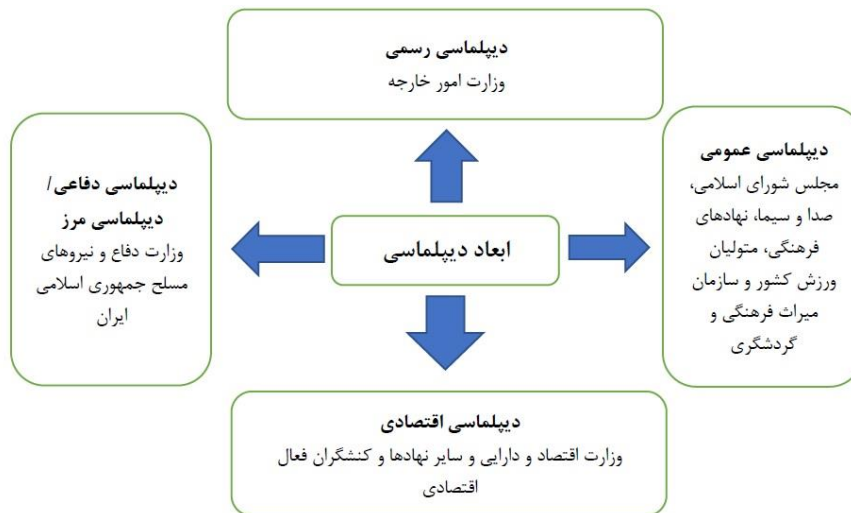 دیپلماسی رسمی
وزارت امور خارجه
دیپلماسی عمومی
مجلس شورای اسلامی،
صدا و سیما، نهادهای
فرهنگی، متولیان
ورزش کشور و سازمان
میراث فرهنگی و
گردشگری
ابعاد دیپلماسی
دیپلماسی دفاعی/
دیپلماسی مرز
وزارت دفاع و نیروهای
مسلح جمهوری اسلامی
ایران
دیپلماسی اقتصادی
وزارت اقتصاد و دارایی و سایر نهادها و کنشگران فعال
اقتصادی